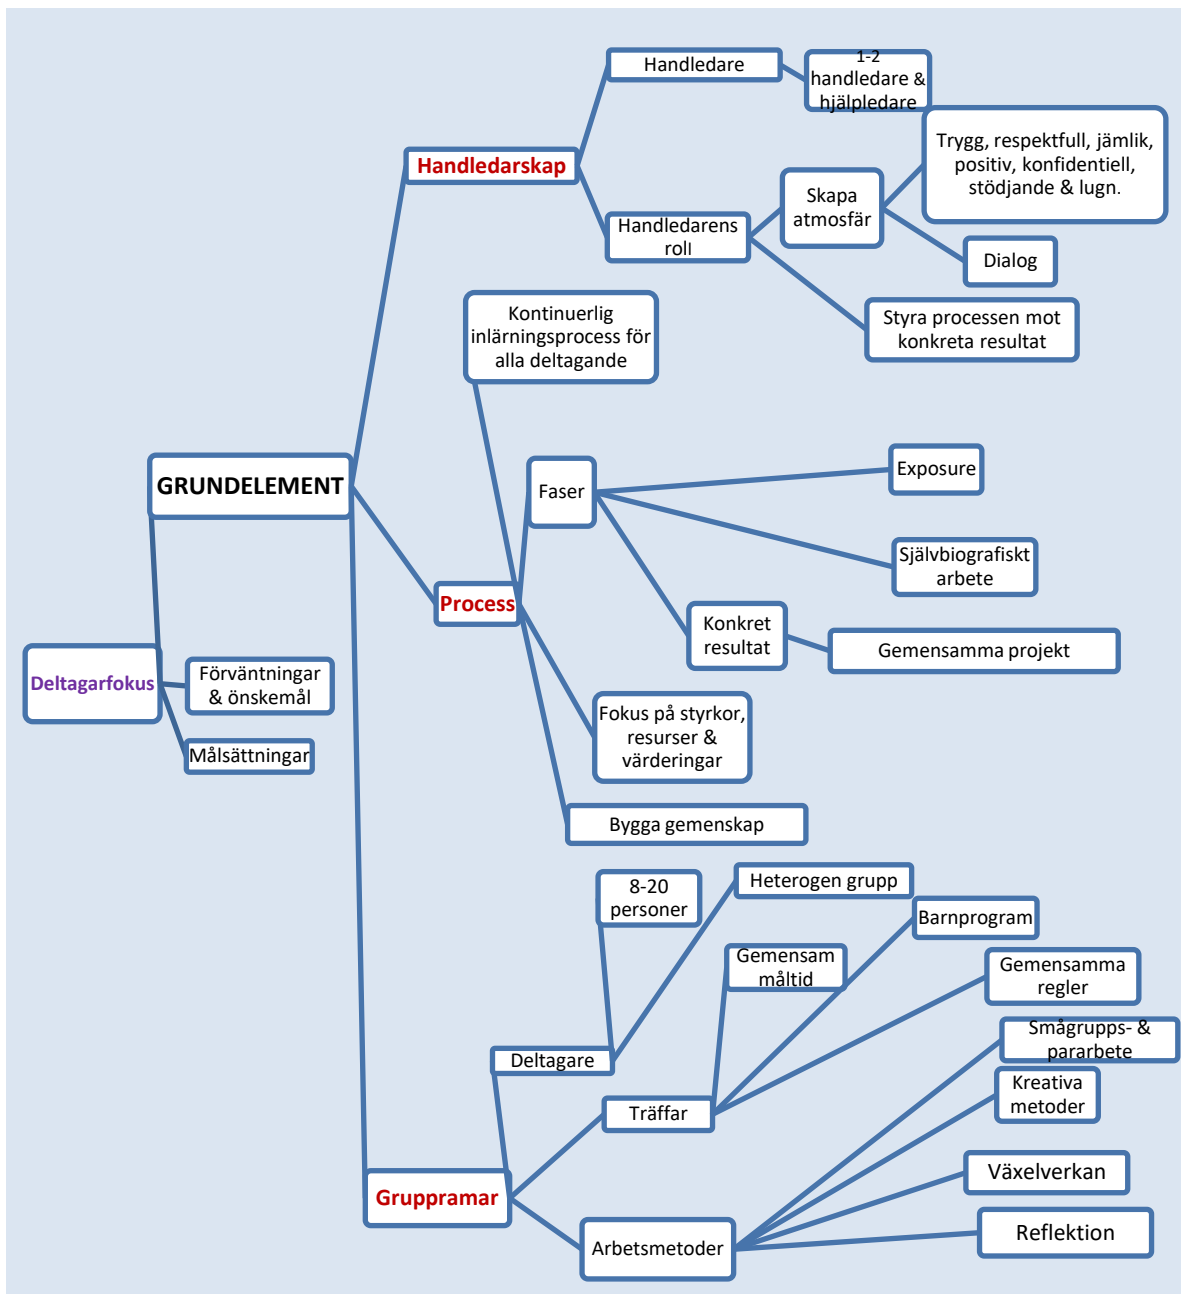 Handledare
1-2
handledare &
hjälpledare
Handledarskap
Trygg, respektfull, jämlik,
positiv, konfidentiell,
stödjande & lugn.
Skapa
atmosfär
Handledarens
roll
Dialog
Styra processen mot
konkreta resultat
Kontinuerlig
inlärningsprocess för
alla deltagande
GRUNDELEMENT
Faser
Exposure
Självbiografiskt
arbete
Process
Konkret
resultat
Gemensamma projekt
Deltagarfokus
Förväntningar
& önskemål
Målsättningar
Fokus på styrkor,
resurser &
värderingar
Bygga gemenskap
8-20
personer
Heterogen grupp
Barnprogram
Gemensam
måltid
Gemensamma
regler
Deltagare
Smågrupps- &
pararbete
Träffar
Kreativa
metoder
Gruppramar
Växelverkan
Arbetsmetoder
Reflektion